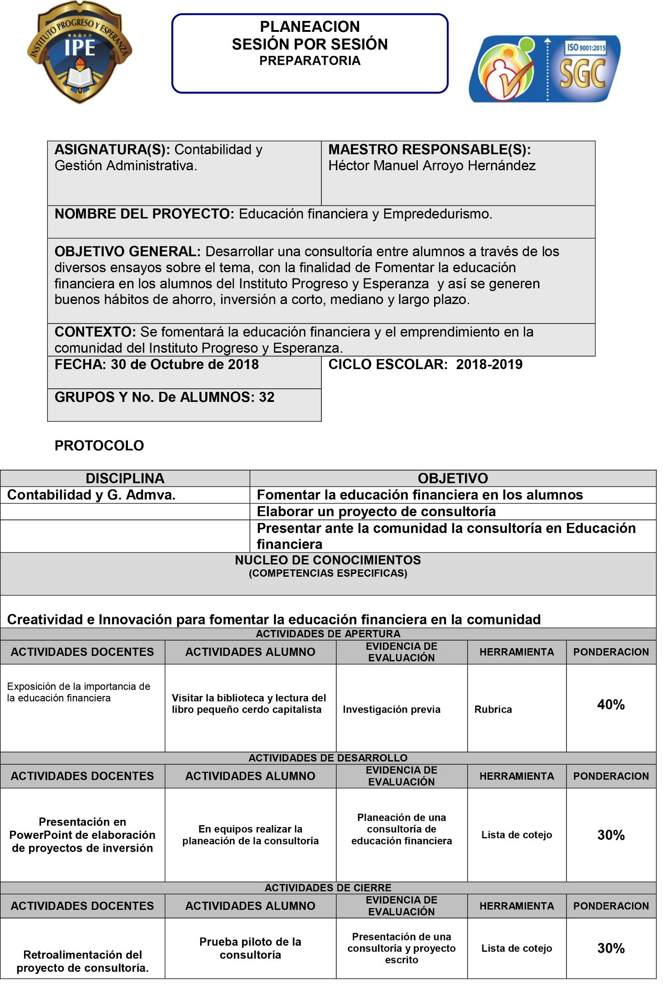 INSTITUTO PROGRESO Y ESPERANZA
IPE
PLANEACION
SESIÓN POR SESIÓN
PREPARATORIA
ISO 9001:2015
SGC
ASIGNATURA(S): Contabilidad y
Gestión Administrativa.
MAESTRO RESPONSABLE(S):
Héctor Manuel Arroyo Hernández
NOMBRE DEL PROYECTO: Educación financiera y Emprededurismo.
OBJETIVO GENERAL: Desarrollar una consultoría entre alumnos a través de los
diversos ensayos sobre el tema, con la finalidad de Fomentar la educación
financiera en los alumnos del Instituto Progreso y Esperanza  y así se generen
buenos hábitos de ahorro, inversión a corto, mediano y largo plazo.
CONTEXTO: Se fomentará la educación financiera y el emprendimiento en la
comunidad del Instituto Progreso y Esperanza.
FECHA: 30 de Octubre de 2018
CICLO ESCOLAR:  2018-2019
GRUPOS Y No. De ALUMNOS: 32
PROTOCOLO
DISCIPLINA
OBJETIVO
Contabilidad y G. Admva.
Fomentar la educación financiera en los alumnos
Elaborar un proyecto de consultoría
Presentar ante la comunidad la consultoría en Educación
financiera
NUCLEO DE CONOCIMIENTOS
(COMPETENCIAS ESPECIFICAS)
Creatividad e Innovación para fomentar la educación financiera en la comunidad
ACTIVIDADES DE APERTURA
ACTIVIDADES DOCENTES
ACTIVIDADES ALUMNO
EVIDENCIA DE
EVALUACIÓN
HERRAMIENTA
PONDERACION
Exposición de la importancia de
la educación financiera
Visitar la biblioteca y lectura del
libro pequeño cerdo capitalista
Investigación previa
Rubrica
40%
ACTIVIDADES DE DESARROLLO
ACTIVIDADES DOCENTES
ACTIVIDADES ALUMNO
EVIDENCIA DE
EVALUACIÓN
HERRAMIENTA
PONDERACION
Presentación en
PowerPoint de elaboración
de proyectos de inversión
En equipos realizar la
planeación de la consultoría
Planeación de una
consultoría de
educación financiera
Lista de cotejo
30%
ACTIVIDADES DE CIERRE
ACTIVIDADES DOCENTES
ACTIVIDADES ALUMNO
EVIDENCIA DE
EVALUACIÓN
HERRAMIENTA
PONDERACION
Retroalimentación del
proyecto de consultoría.
Prueba piloto de la
consultoría
Presentación de una
consultoría y proyecto
escrito
Lista de cotejo
30%